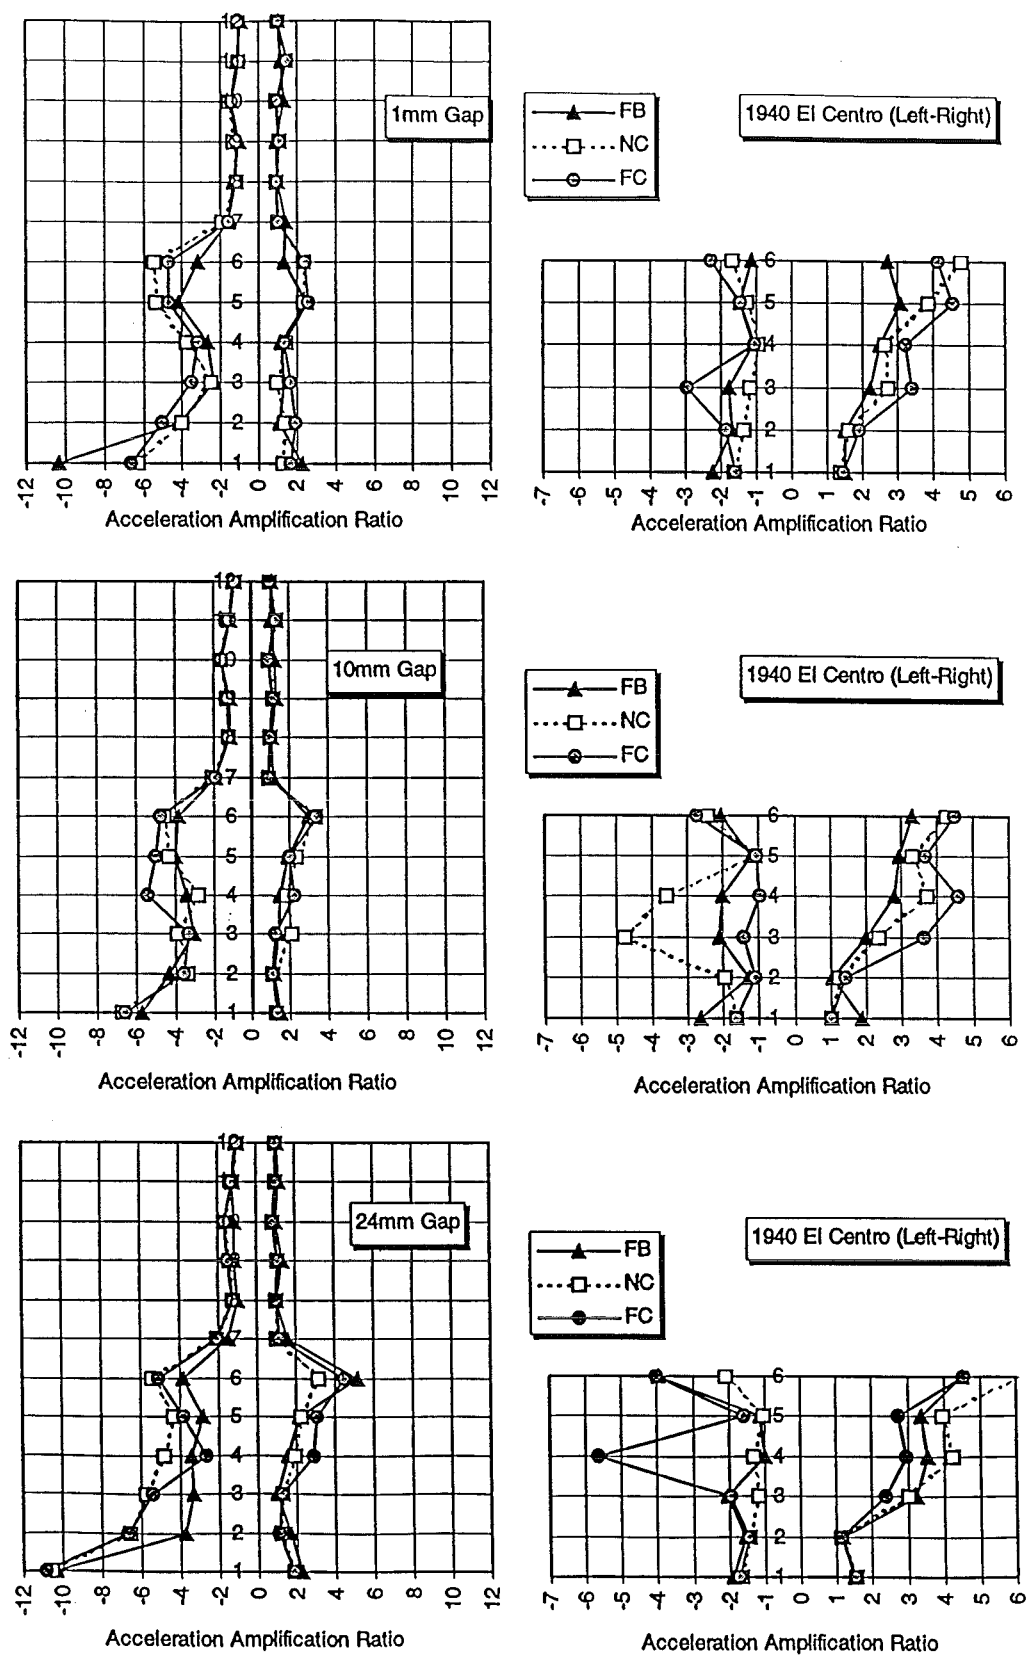 12
1mm Gap
FB
NC
FC
1940 El Centro (Left-Right)
7
6
5
4
3
2
1
-12 -10 -8 -6 -4 -2 0 2 4 6 8 10 12
Acceleration Amplification Ratio
6
4
3
2
1
-7 -6 -5 -4 -3 -2 -1 0 1 2 3 4 5 6
Acceleration Amplification Ratio
12
10mm Gap
FB
NC
FC
1940 El Centro (Left-Right)
7
6
5
4
3
2
1
-12 -10 -8 -6 -4 -2 0 2 4 6 8 10 12
Acceleration Amplification Ratio
6
5
4
3
2
1
-7 -6 -5 -4 -3 -2 -1 0 1 2 3 4 5 6
Acceleration Amplification Ratio
12
24mm Gap
FB
NC
FC
1940 El Centro (Left-Right)
7
6
5
4
3
2
1
-12 -10 -8 -6 -4 -2 0 2 4 6 8 10 12
Acceleration Amplification Ratio
6
5
4
3
2
1
-7 -6 -5 -4 -3 -2 -1 0 1 2 3 4 5 6
Acceleration Amplification Ratio